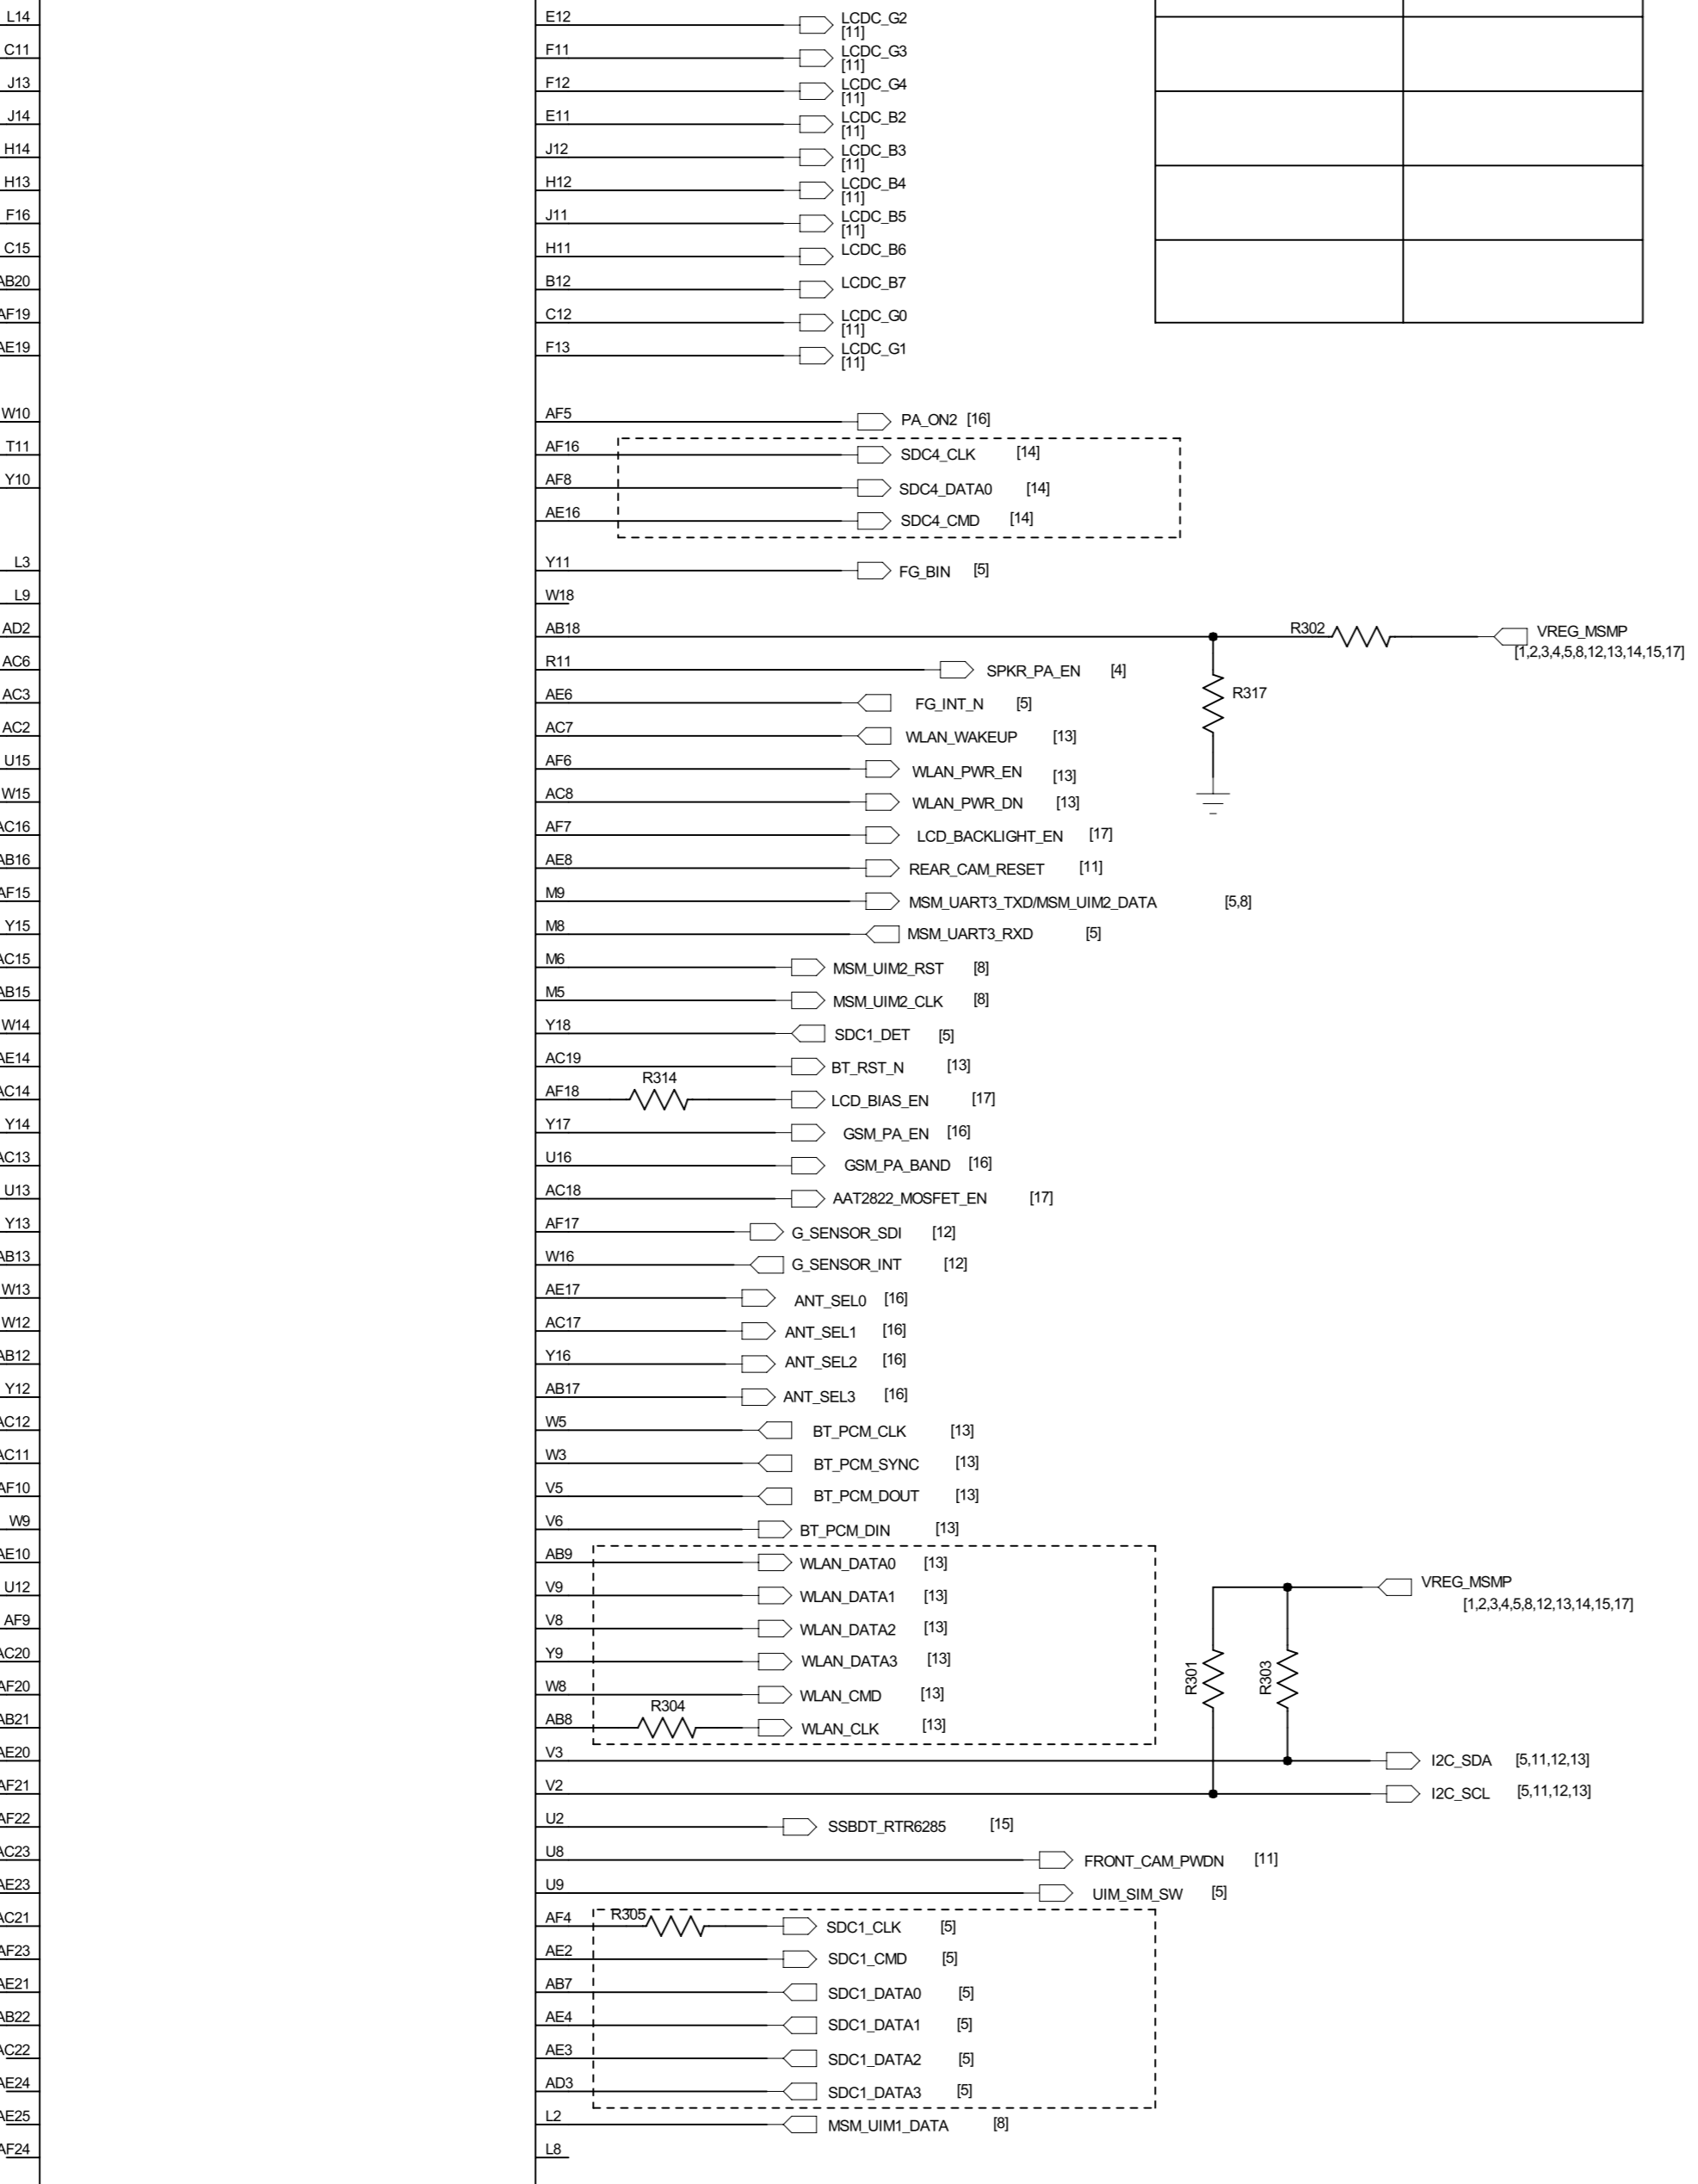 L14 E12 LCDC_G2
[11]
C11 F11 LCDC_G3
[11]
J13 F12 LCDC_G4
[11]
J14 E11 LCDC_B2
[11]
H14 J12 LCDC_B3
[11]
H13 H12 LCDC_B4
[11]
F16 J11 LCDC_B5
[11]
C15 H11 LCDC_B6
AB20 B12 LCDC_B7
AF19 C12 LCDC_G0
[11]
AE19 F13 LCDC_G1
[11]
W10 AF5 PA_ON2 [16]
T11 AF16 SDC4_CLK [14]
Y10 AF8 SDC4_DATA0 [14]
AE16 SDC4_CMD [14]
L3 Y11 FG_BIN [5]
L9 W18
AD2 AB18 R302 VREG_MSMP
[1,2,3,4,5,8,12,13,14,15,17]
AC6 R11 SPKR_PA_EN [4]
R317
AC3 AE6 FG_INT_N [5]
AC2 AC7 WLAN_WAKEUP [13]
U15 AF6 WLAN_PWR_EN [13]
W15 AC8 WLAN_PWR_DN [13]
AC16 AF7 LCD_BACKLIGHT_EN [17]
AB16 AE8 REAR_CAM_RESET [11]
AF15 M9 MSM_UART3_TXD/MSM_UIM2_DATA [5,8]
Y15 M8 MSM_UART3_RXD [5]
AC15 M6 MSM_UIM2_RST [8]
AB15 M5 MSM_UIM2_CLK [8]
W14 Y18 SDC1_DET [5]
AE14 AC19 BT_RST_N [13]
R314
AC14 AF18 LCD_BIAS_EN [17]
Y14 Y17 GSM_PA_EN [16]
AC13 U16 GSM_PA_BAND [16]
U13 AC18 AAT2822_MOSFET_EN [17]
Y13 AF17 G_SENSOR_SDI [12]
AB13 W16 G_SENSOR_INT [12]
W13 AE17 ANT_SEL0 [16]
W12 AC17 ANT_SEL1 [16]
AB12 Y16 ANT_SEL2 [16]
Y12 AB17 ANT_SEL3 [16]
AC12 W5 BT_PCM_CLK [13]
AC11 W3 BT_PCM_SYNC [13]
AF10 V5 BT_PCM_DOUT [13]
W9 V6 BT_PCM_DIN [13]
AE10 AB9 WLAN_DATA0 [13]
VREG_MSMP
[1,2,3,4,5,8,12,13,14,15,17]
U12 V9 WLAN_DATA1 [13]
AF9 V8 WLAN_DATA2 [13]
AC20 Y9 WLAN_DATA3 [13]
R301 R303
AF20 W8 WLAN_CMD [13]
R304
AB21 AB8 WLAN_CLK [13]
AE20 V3 I2C_SDA [5,11,12,13]
AF21 V2 I2C_SCL [5,11,12,13]
AF22 U2 SSBDT_RTR6285 [15]
AC23 U8 FRONT_CAM_PWDN [11]
AE23 U9 UIM_SIM_SW [5]
AC21 AF4 R305 SDC1_CLK [5]
AF23 AE2 SDC1_CMD [5]
AE21 AB7 SDC1_DATA0 [5]
AB22 AE4 SDC1_DATA1 [5]
AC22 AE3 SDC1_DATA2 [5]
AE24 AD3 SDC1_DATA3 [5]
AE25 L2 MSM_UIM1_DATA [8]
AF24 L8